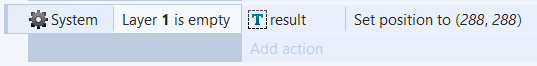 System Layer 1 is empty T result Set position to (288, 288)
Add action